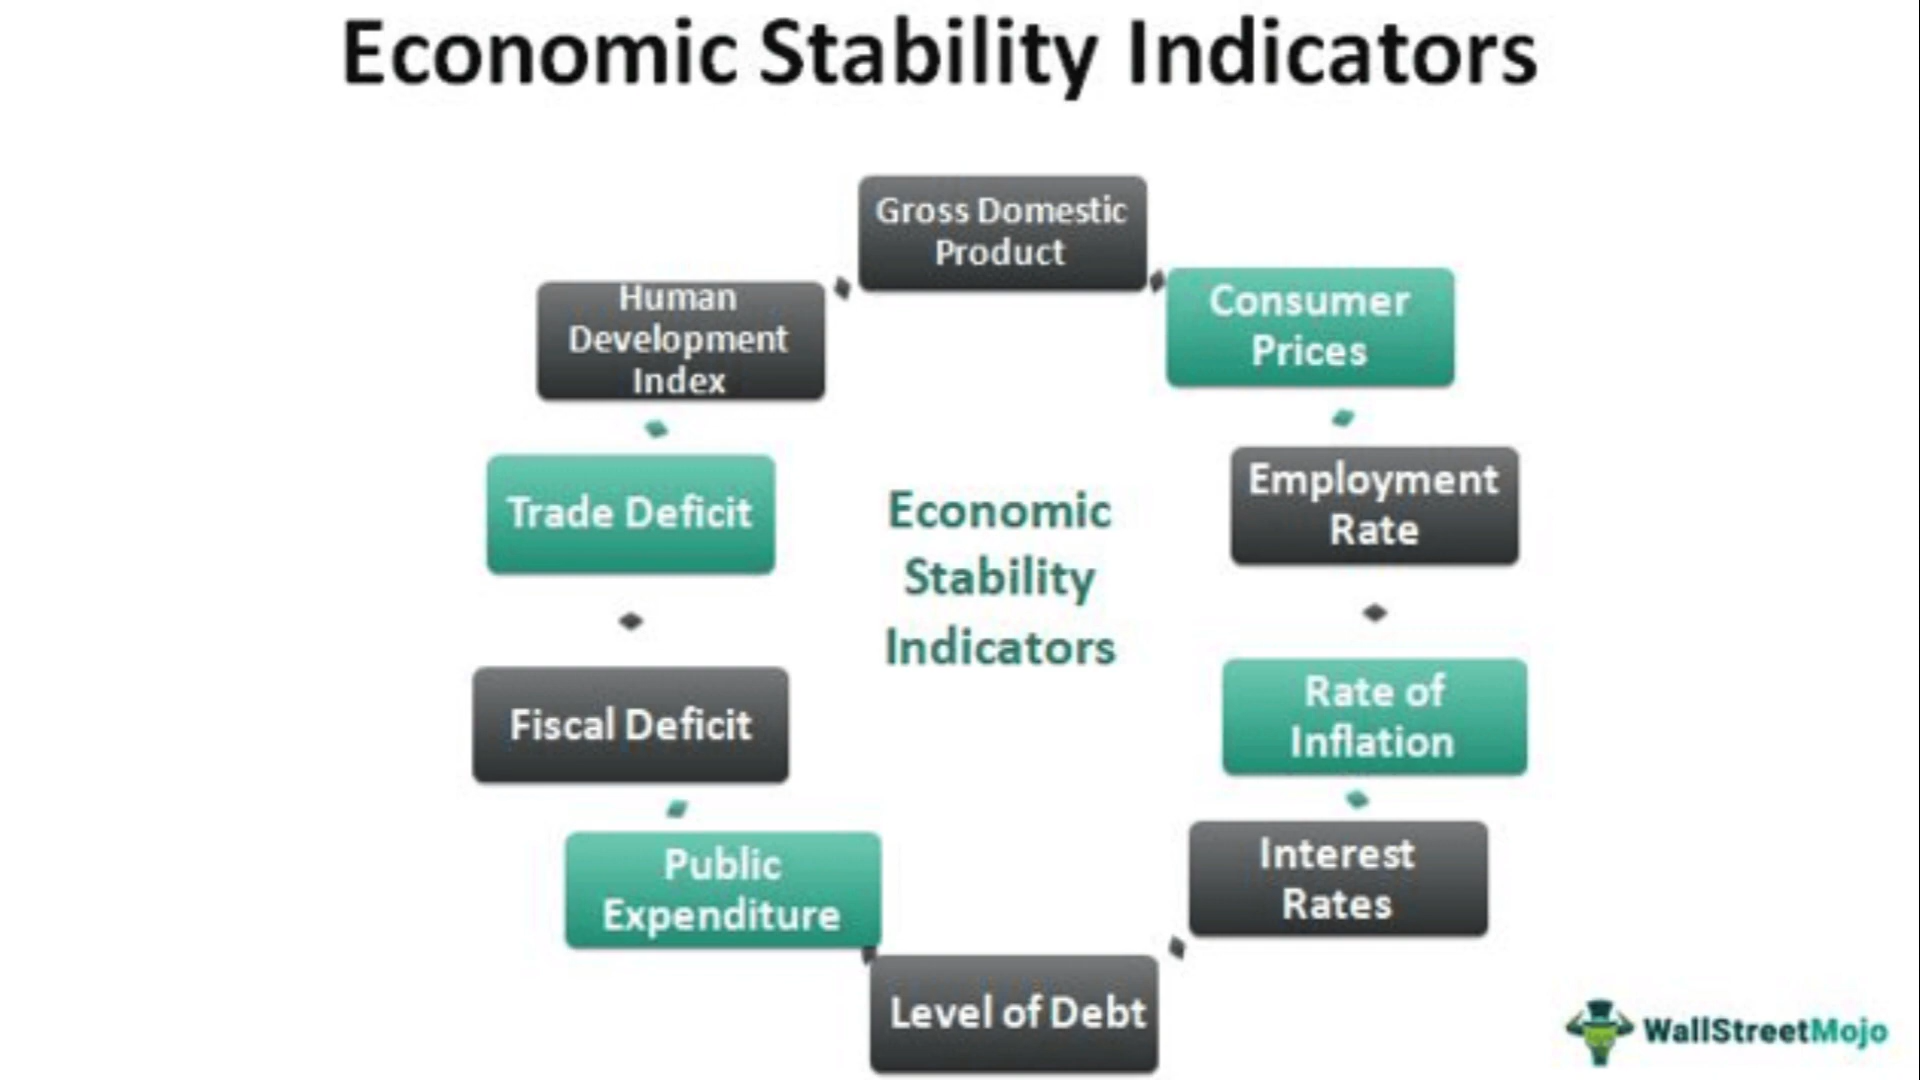 Economic Stability Indicators
Gross Domestic
Product
Consumer
Prices
Employment
Rate
Rate of
Inflation
Interest
Rates
Level of Debt
Public
Expenditure
Fiscal Deficit
Trade Deficit
Human
Development
Index
Economic
Stability
Indicators
WallStreetMojo